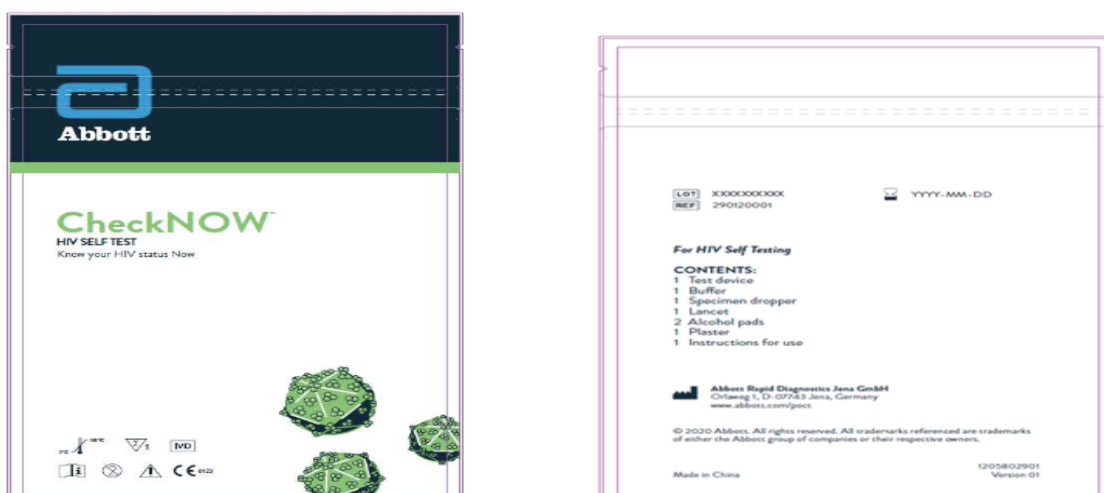 Abbott
CheckNOW™
HIV SELF TEST
Know your HIV status Now
IVD
CE 0123
LOT XXXXXXXXXX YYYY-MM-DD
REF 290120001
For HIV Self Testing
CONTENTS:
1 Test device
1 Buffer
1 Specimen dropper
1 Lancet
2 Alcohol pads
1 Plaster
1 Instructions for use
Abbott Rapid Diagnostics Jena GmbH
Orlaweg 1, D-07743 Jena, Germany
www.abbott.com/poct
© 2020 Abbott. All rights reserved. All trademarks referenced are trademarks
of either the Abbott group of companies or their respective owners.
Made in China
1205802901
Version 01